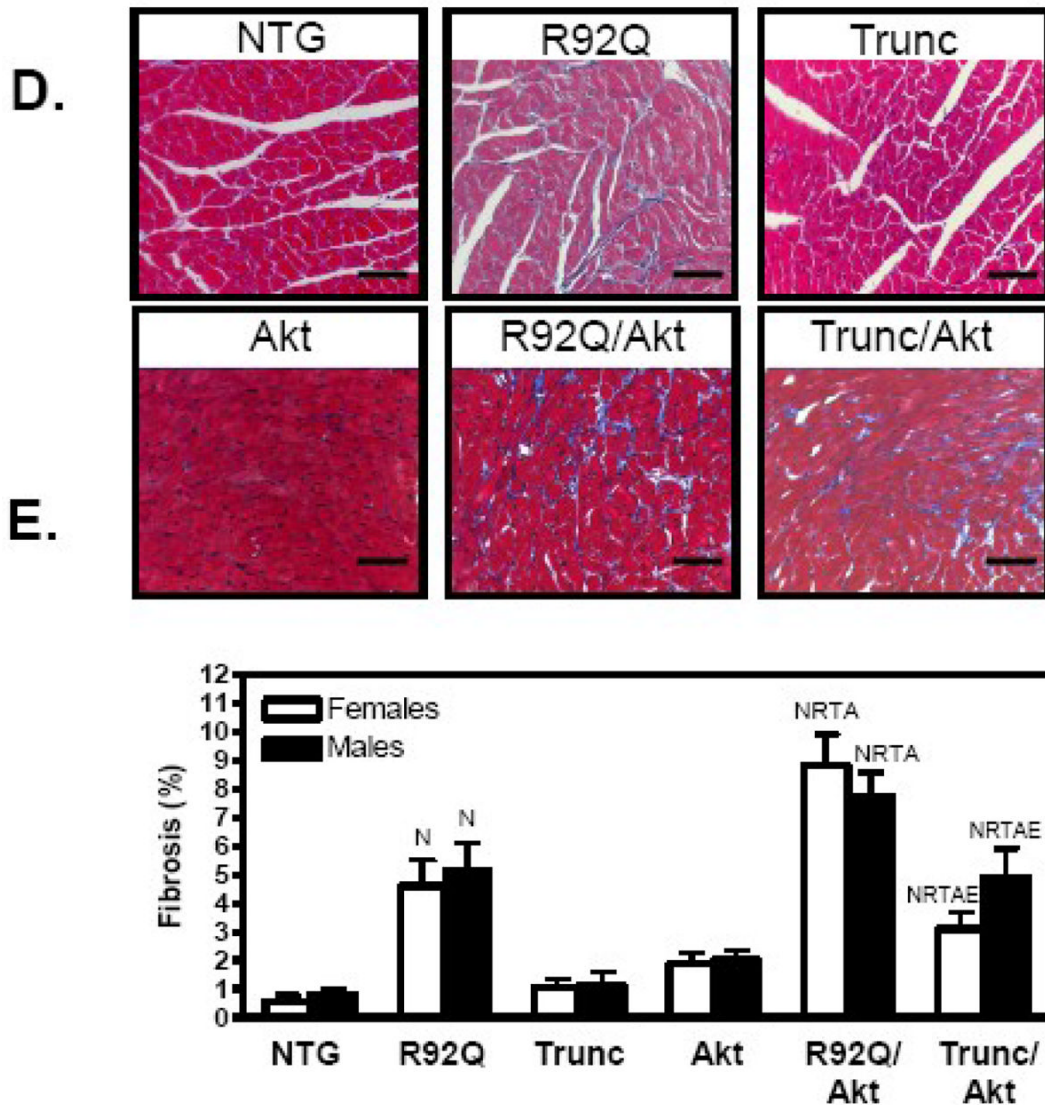 D.
NTG
R92Q
Trunc
Akt
R92Q/Akt
Trunc/Akt
E.
12
11
10
9
8
7
6
5
4
3
2
1
0
Fibrosis (%)
Females
Males
N
N
NRTA
NRTA
NRTAE
NRTAE
NTG
R92Q
Trunc
Akt
R92Q/
Akt
Trunc/
Akt